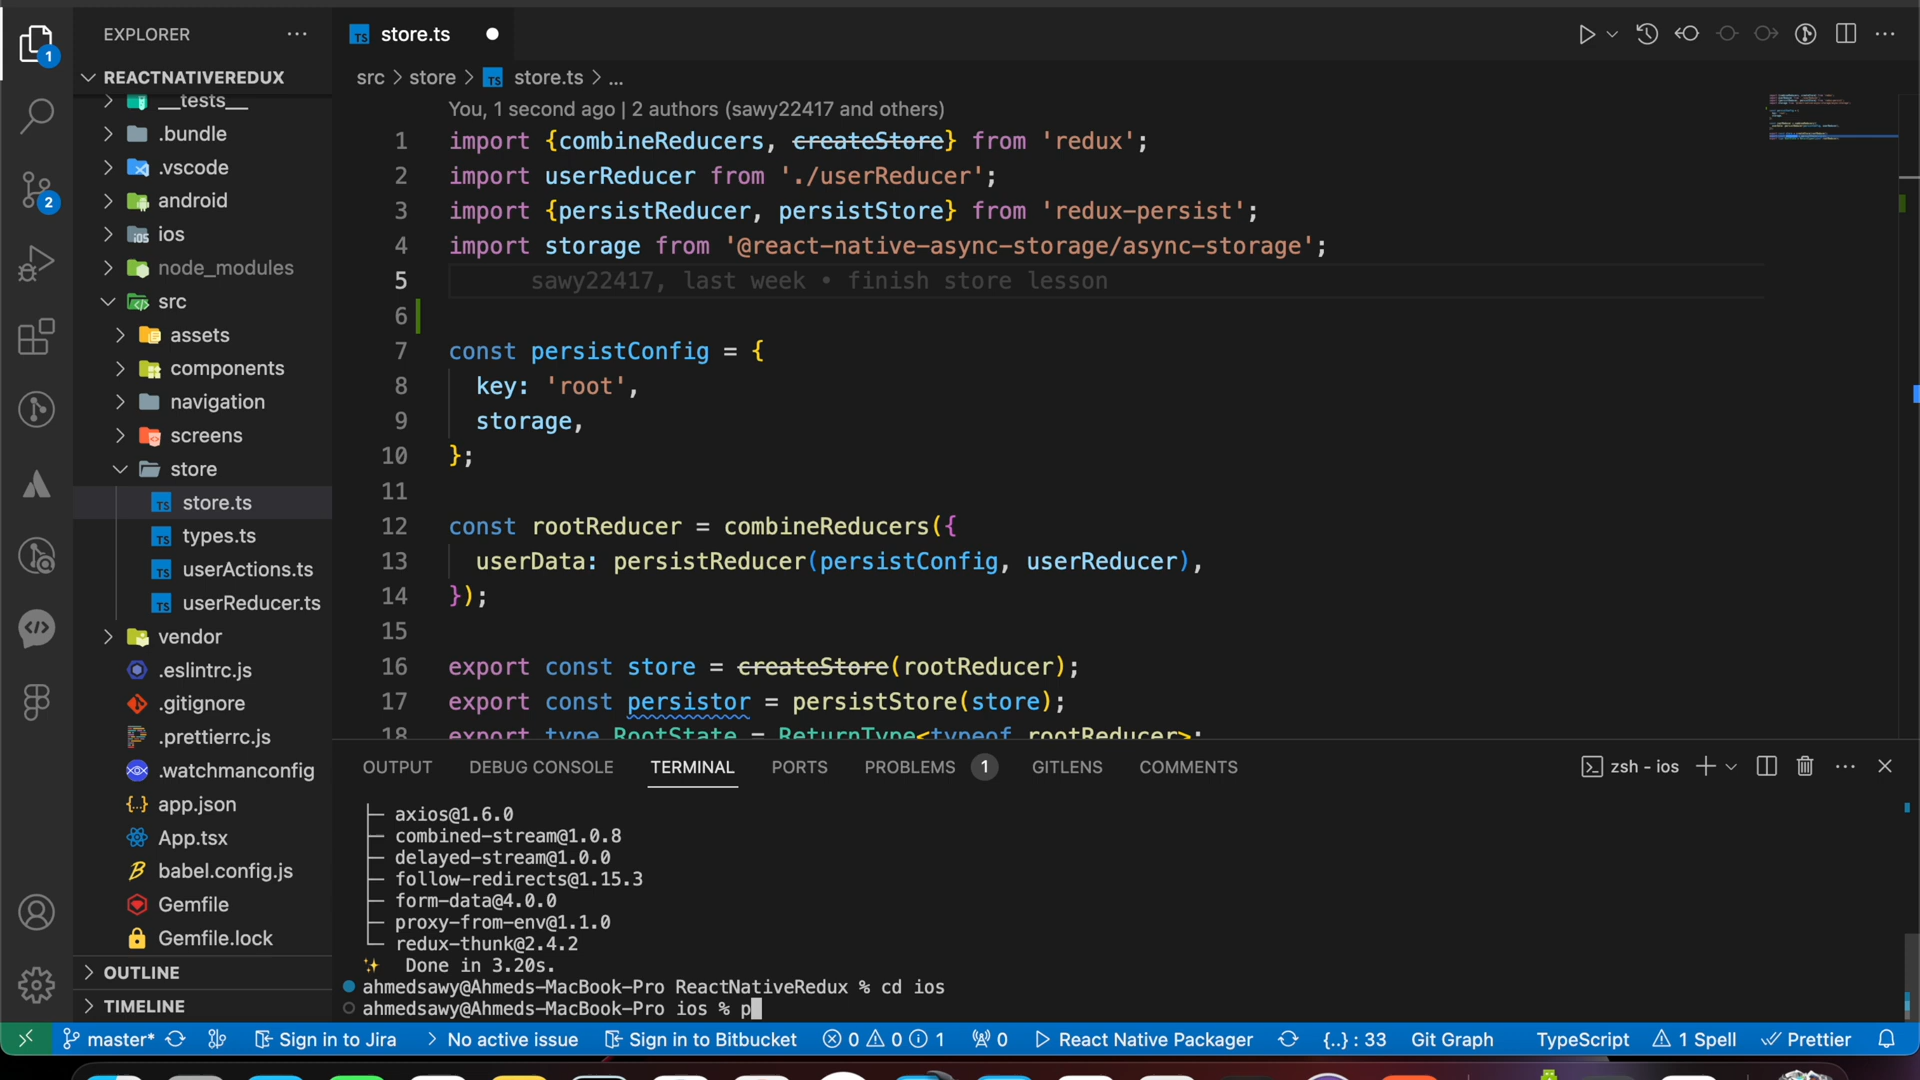 EXPLORER
store.ts
REACTNATIVEREDUX
src > store > store.ts > ...
__tests__
.bundle
.vscode
android
ios
node_modules
src
assets
components
navigation
screens
store
store.ts
types.ts
userActions.ts
userReducer.ts
vendor
.eslintrc.js
.gitignore
.prettierrc.js
.watchmanconfig
app.json
App.tsx
babel.config.js
Gemfile
Gemfile.lock
OUTLINE
TIMELINE
You, 1 second ago | 2 authors (sawy22417 and others)
1 import {combineReducers, createStore} from 'redux';
2 import userReducer from './userReducer';
3 import {persistReducer, persistStore} from 'redux-persist';
4 import storage from '@react-native-async-storage/async-storage';
5 sawy22417, last week • finish store lesson
6
7 const persistConfig = {
8 key: 'root',
9 storage,
10 };
11
12 const rootReducer = combineReducers({
13 userData: persistReducer(persistConfig, userReducer),
14 });
15
16 export const store = createStore(rootReducer);
17 export const persistor = persistStore(store);
18 export type RootState = ReturnType<typeof rootReducer>;
OUTPUT DEBUG CONSOLE TERMINAL PORTS PROBLEMS 1 GITLENS COMMENTS zsh - ios
├─ axios@1.6.0
├─ combined-stream@1.0.8
├─ delayed-stream@1.0.0
├─ follow-redirects@1.15.3
├─ form-data@4.0.0
├─ proxy-from-env@1.1.0
└─ redux-thunk@2.4.2
✨ Done in 3.20s.
ahmedsawy@Ahmeds-MacBook-Pro ReactNativeRedux % cd ios
ahmedsawy@Ahmeds-MacBook-Pro ios % p
1
2
master* Sign in to Jira > No active issue Sign in to Bitbucket 0 0 1 0 React Native Packager {..} : 33 Git Graph TypeScript 1 Spell Prettier